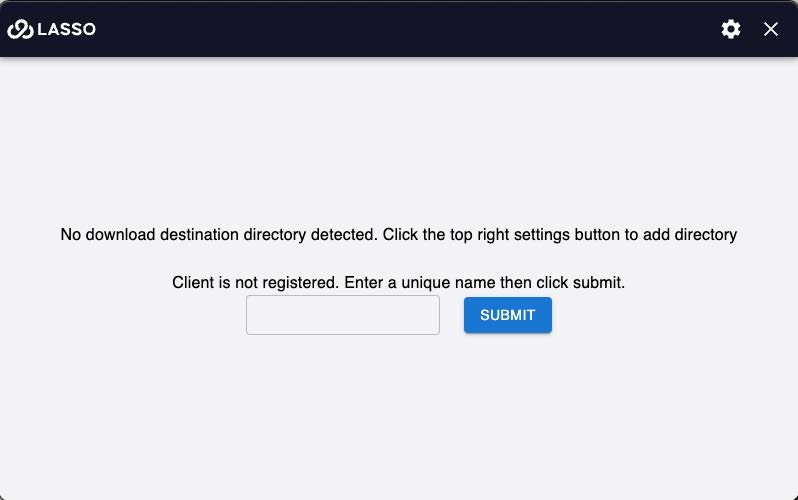 LASSO
No download destination directory detected. Click the top right settings button to add directory
Client is not registered. Enter a unique name then click submit.
SUBMIT